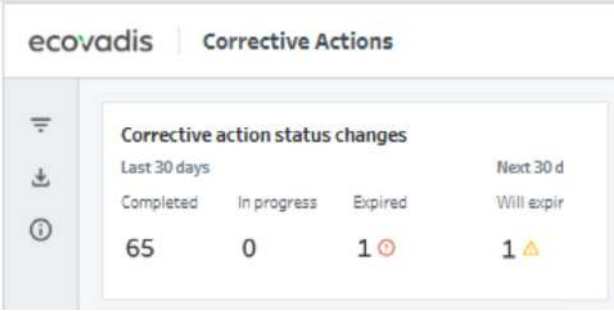 ecovadis Corrective Actions
Corrective action status changes
Last 30 days Next 30 d
Completed In progress Expired Will expir
65 0 1 1